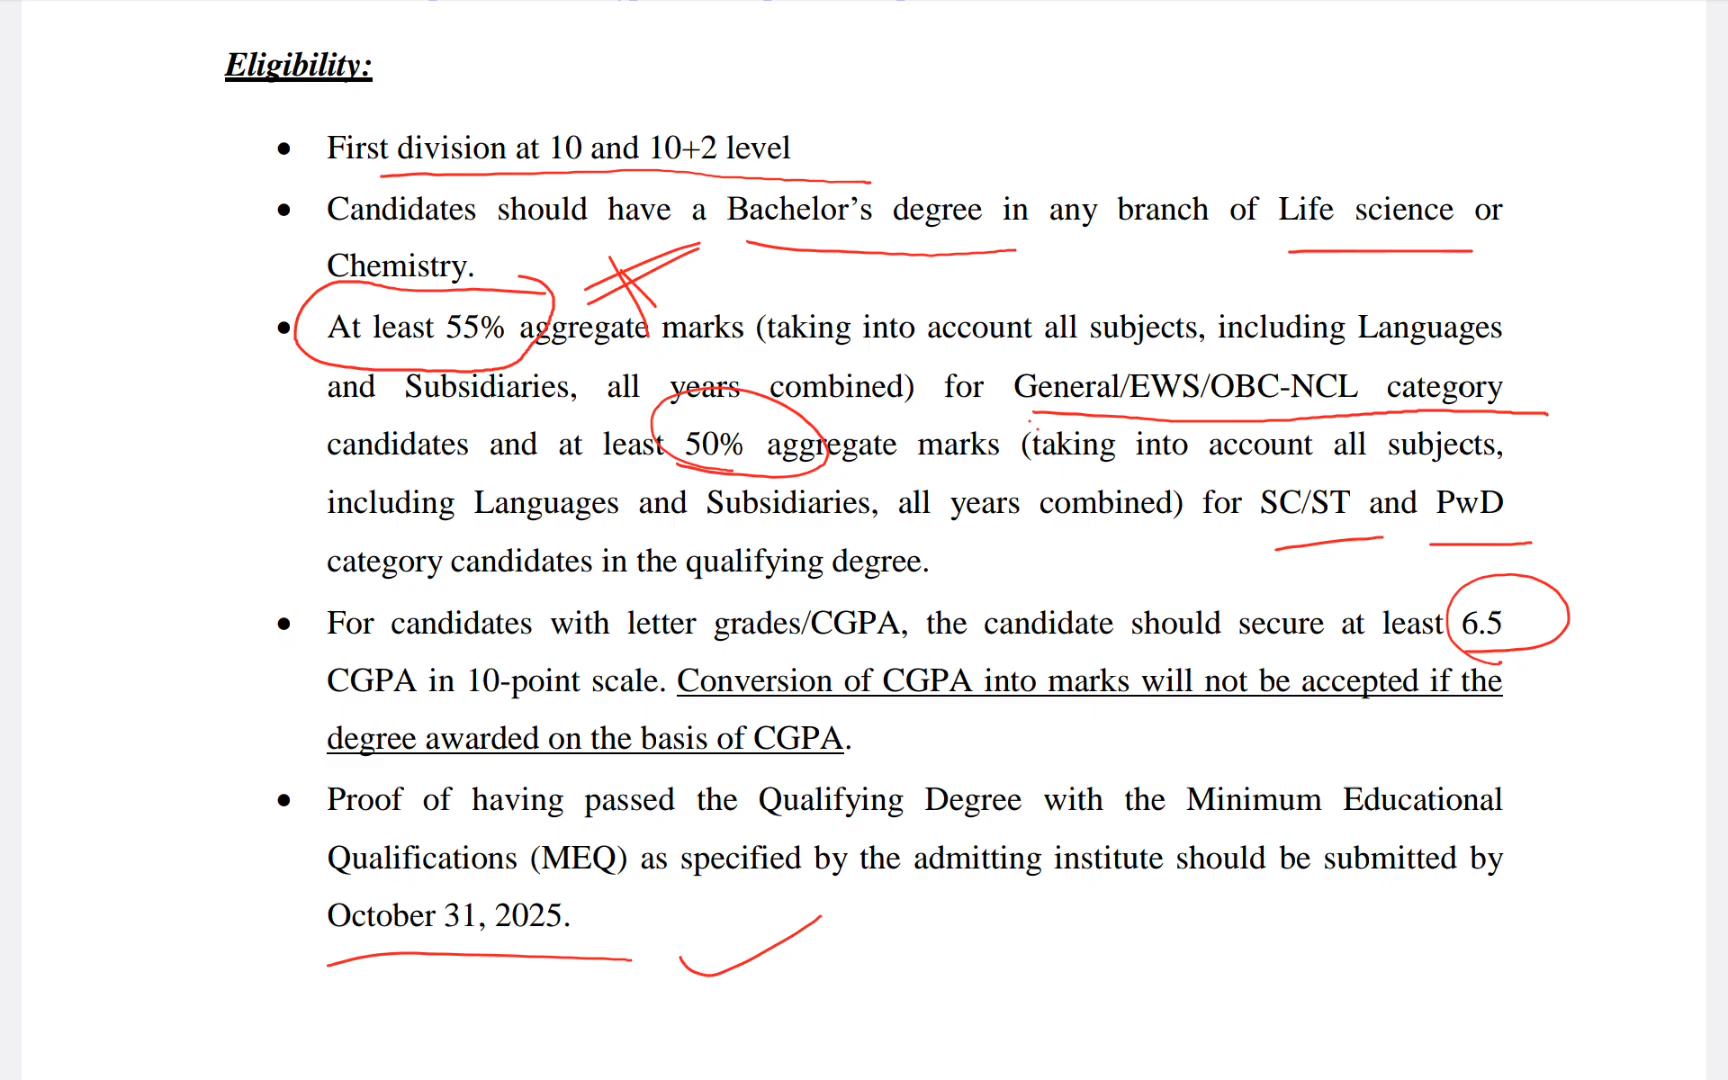 Eligibility:
• First division at 10 and 10+2 level
• Candidates should have a Bachelor’s degree in any branch of Life science or
Chemistry.
• At least 55% aggregate marks (taking into account all subjects, including Languages
and Subsidiaries, all years combined) for General/EWS/OBC-NCL category
candidates and at least 50% aggregate marks (taking into account all subjects,
including Languages and Subsidiaries, all years combined) for SC/ST and PwD
category candidates in the qualifying degree.
• For candidates with letter grades/CGPA, the candidate should secure at least 6.5
CGPA in 10-point scale. Conversion of CGPA into marks will not be accepted if the
degree awarded on the basis of CGPA.
• Proof of having passed the Qualifying Degree with the Minimum Educational
Qualifications (MEQ) as specified by the admitting institute should be submitted by
October 31, 2025.